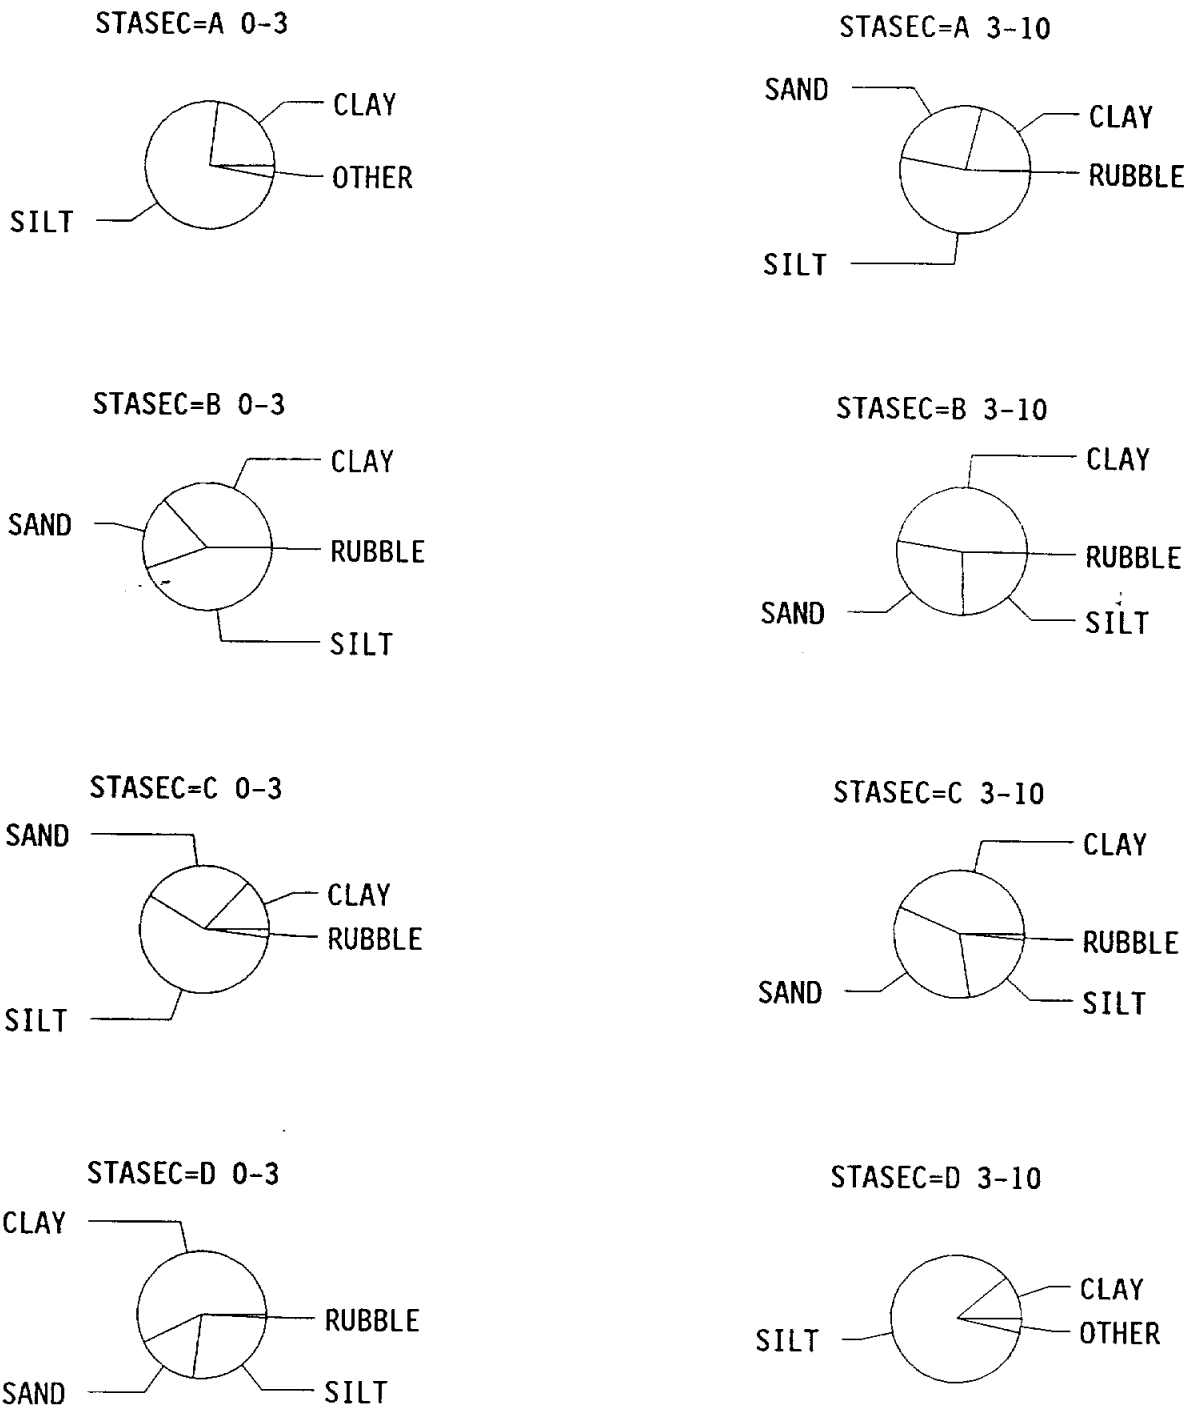 STASEC=A 0-3
CLAY
OTHER
SILT
STASEC=A 3-10
SAND
CLAY
RUBBLE
SILT
STASEC=B 0-3
CLAY
SAND
RUBBLE
SILT
STASEC=B 3-10
CLAY
RUBBLE
SAND
SILT
STASEC=C 0-3
SAND
CLAY
RUBBLE
SILT
STASEC=C 3-10
CLAY
RUBBLE
SAND
SILT
STASEC=D 0-3
CLAY
RUBBLE
SAND
SILT
STASEC=D 3-10
CLAY
OTHER
SILT